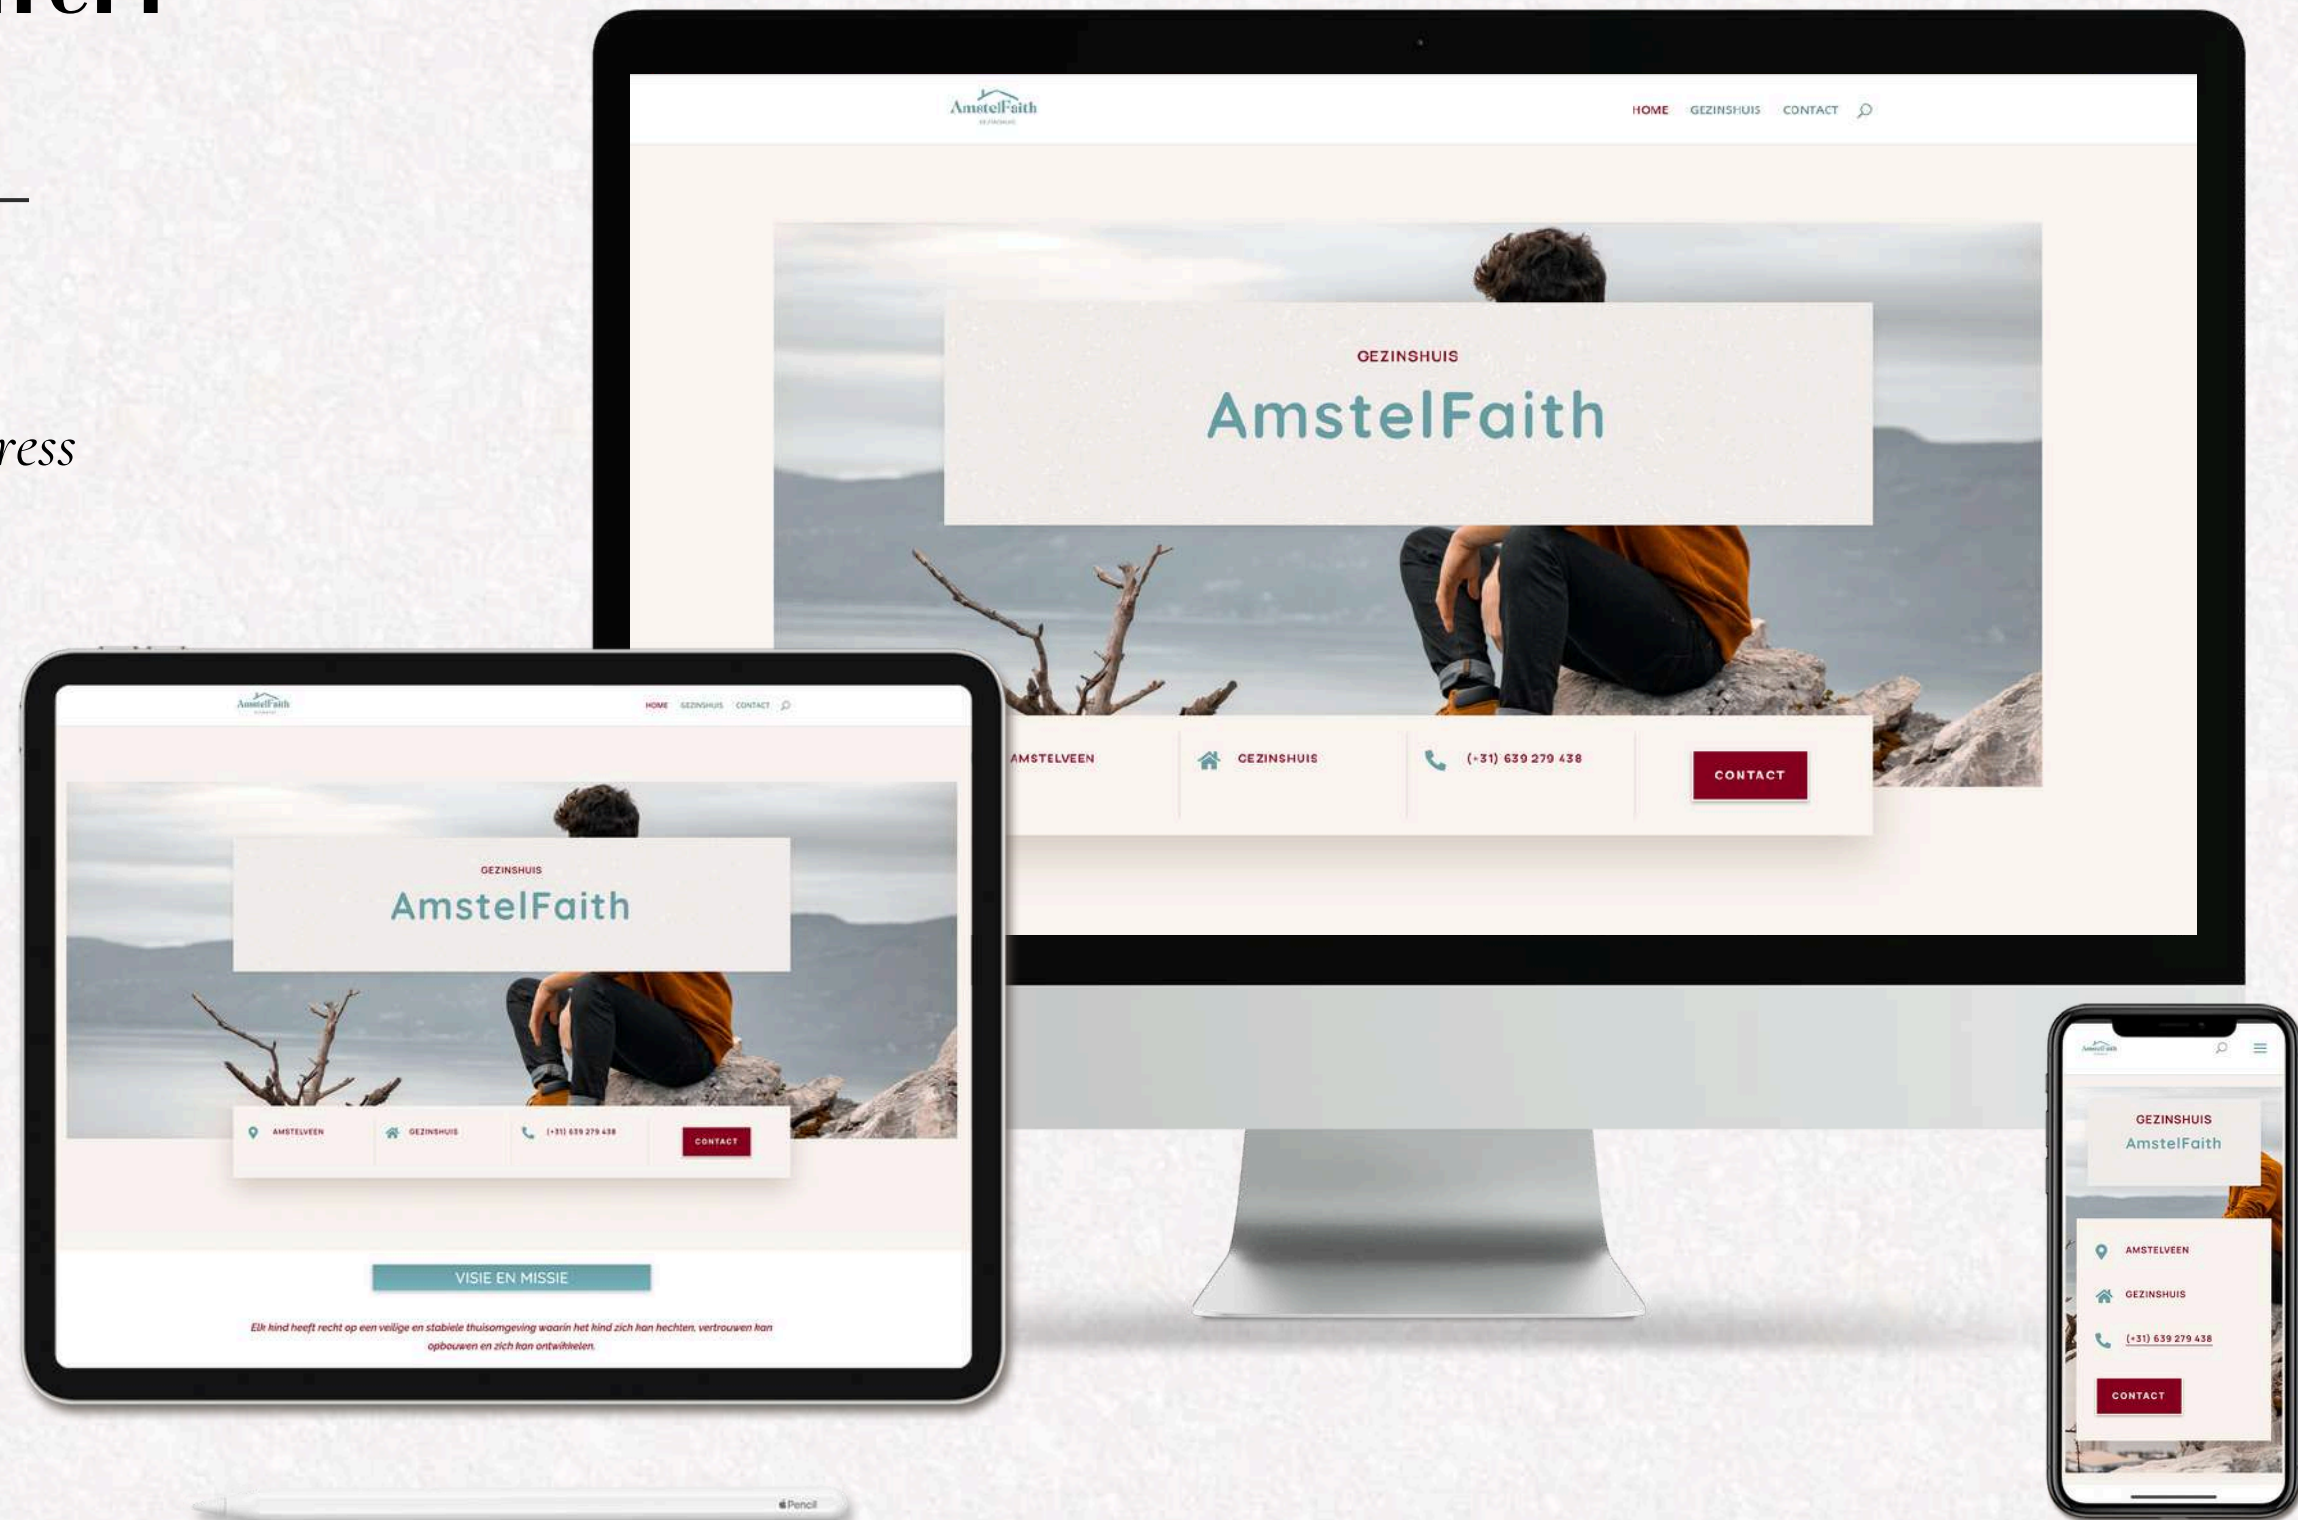 ress
AmstelFaith
GEZINSHUIS
HOME GEZINSHUIS CONTACT
GEZINSHUIS
AmstelFaith
AMSTELVEEN
GEZINSHUIS
(+31) 639 279 438
CONTACT
AmstelFaith
HOME GEZINSHUIS CONTACT
GEZINSHUIS
AmstelFaith
AMSTELVEEN
GEZINSHUIS
(+31) 639 279 438
CONTACT
VISIE EN MISSIE
Elk kind heeft recht op een veilige en stabiele thuisomgeving waarin het kind zich kan hechten, vertrouwen kan
opbouwen en zich kan ontwikkelen.
AmstelFaith
GEZINSHUIS
AmstelFaith
AMSTELVEEN
GEZINSHUIS
(+31) 639 279 438
CONTACT
Pencil